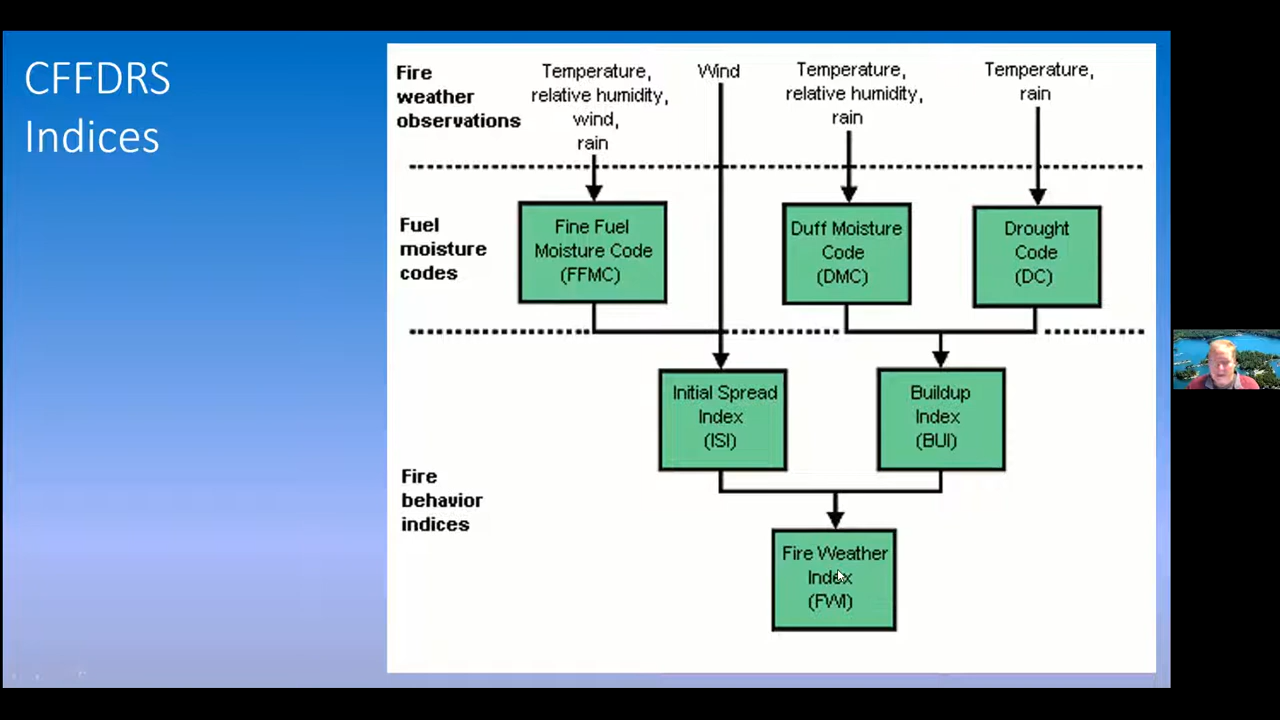 CFFDRS
Indices
Fire
weather
observations
Temperature,
relative humidity,
wind,
rain
Wind
Temperature,
relative humidity,
rain
Temperature,
rain
Fuel
moisture
codes
Fine Fuel
Moisture Code
(FFMC)
Duff Moisture
Code
(DMC)
Drought
Code
(DC)
Initial Spread
Index
(ISI)
Buildup
Index
(BUI)
Fire
behavior
indices
Fire Weather
Index
(FWI)